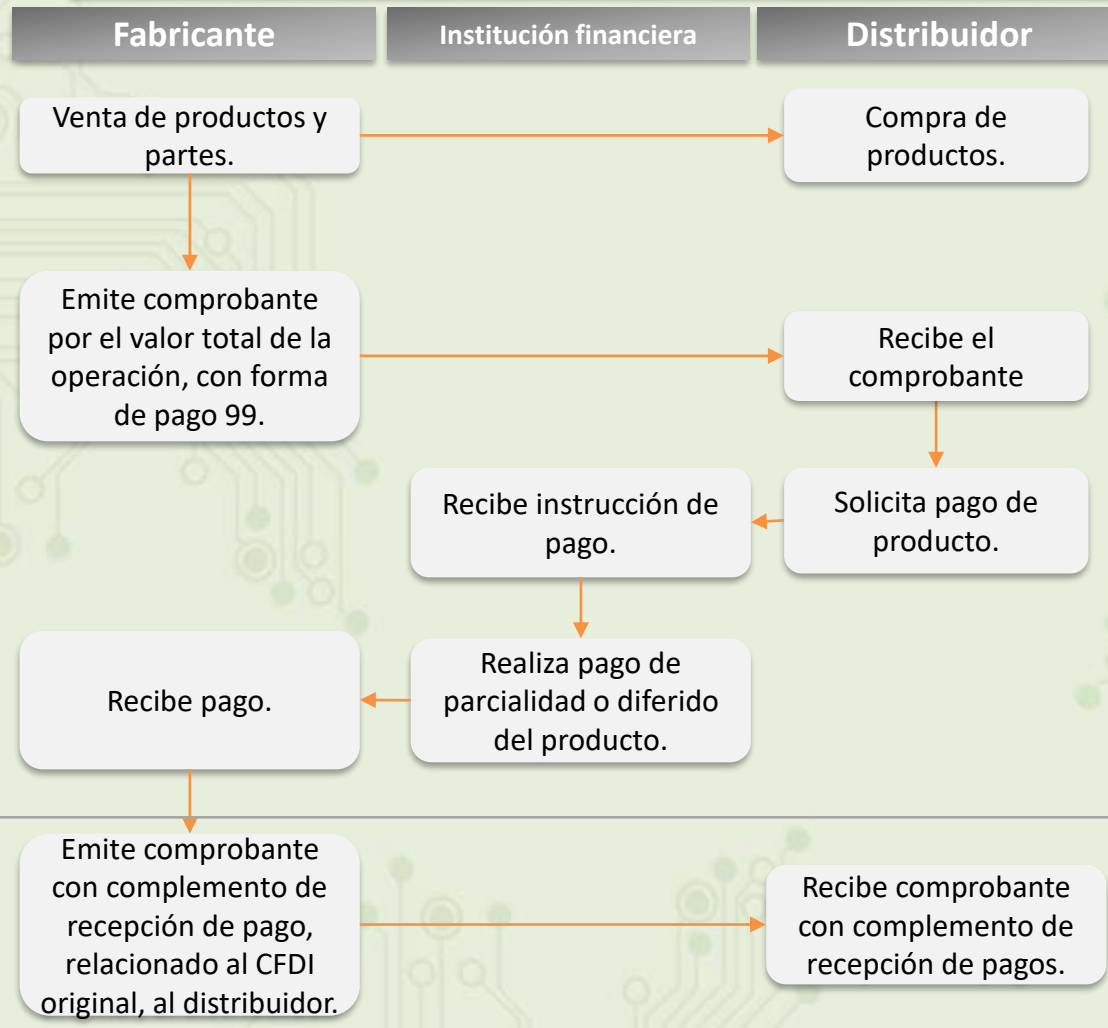 Fabricante
Institución financiera
Distribuidor
Venta de productos y
partes.
Compra de
productos.
Emite comprobante
por el valor total de la
operación, con forma
de pago 99.
Recibe el
comprobante
Recibe instrucción de
pago.
Solicita pago de
producto.
Recibe pago.
Realiza pago de
parcialidad o diferido
del producto.
Emite comprobante
con complemento de
recepción de pago,
relacionado al CFDI
original, al distribuidor.
Recibe comprobante
con complemento de
recepción de pagos.